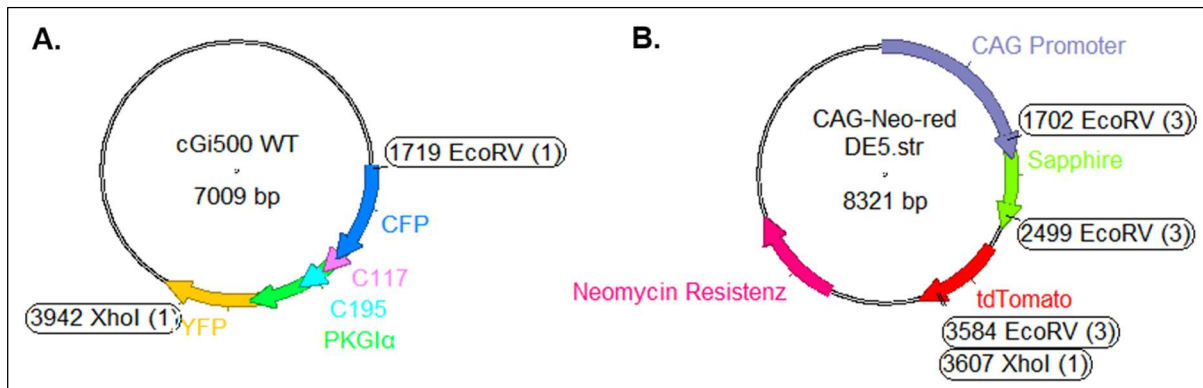 A.
cGi500 WT
7009 bp
1719 EcoRV (1)
CFP
C117
C195
PKGIα
YFP
3942 XhoI (1)
B.
CAG Promoter
CAG-Neo-red
DE5.str
8321 bp
1702 EcoRV (3)
Sapphire
2499 EcoRV (3)
tdTomato
3584 EcoRV (3)
3607 XhoI (1)
Neomycin Resistenz